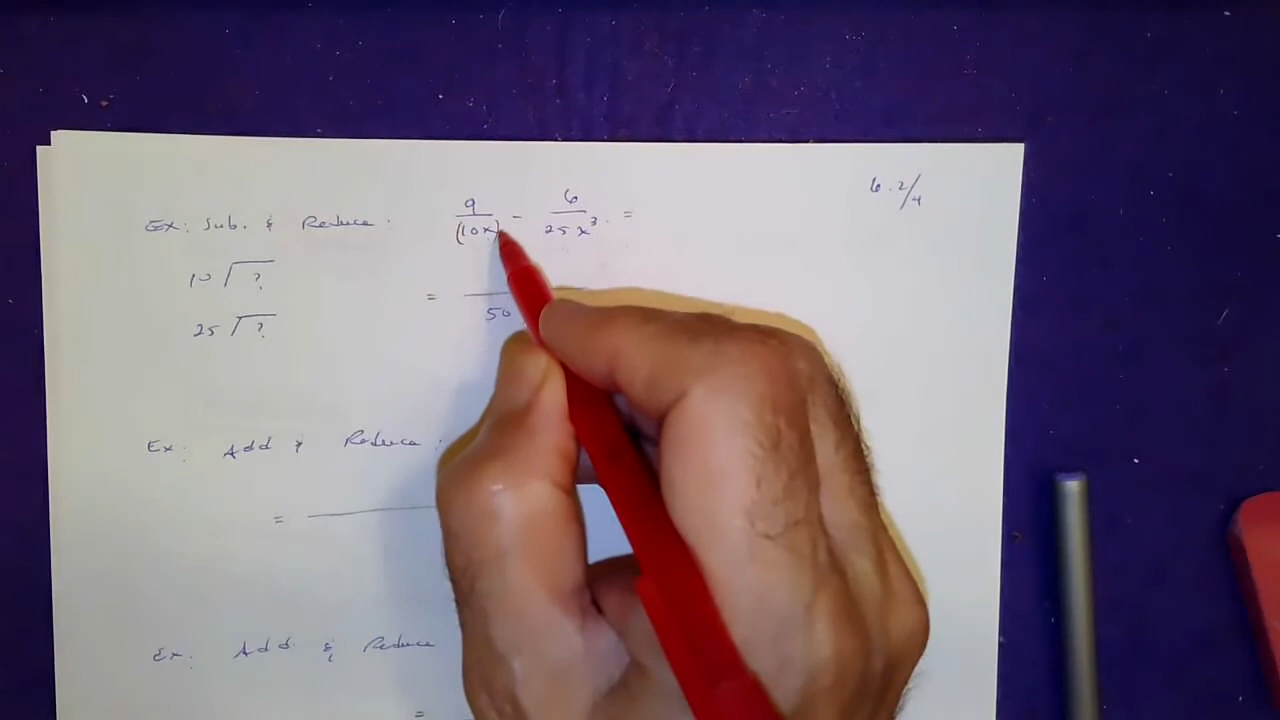 6.2/4
Ex: Sub. & Reduce: 9/(10x) - 6/25x³ =
10 ?
25 ?
= 50
Ex: Add & Reduce:
=
Ex: Add & Reduce
=